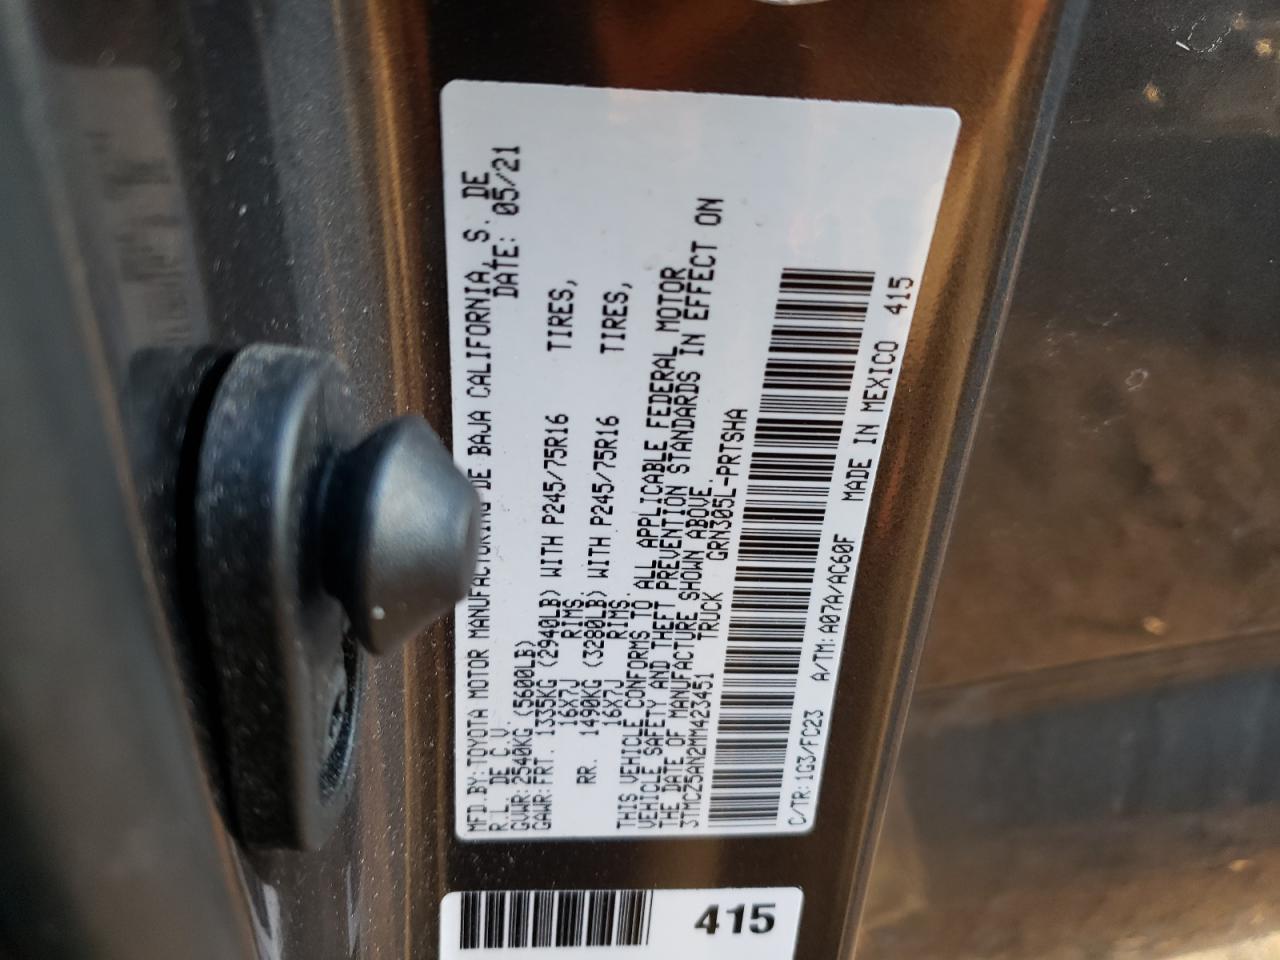 MFD.BY:TOYOTA MOTOR MANUFACTURING DE BAJA CALIFORNIA, S. DE
R.L. DE C.V. DATE: 05/21
GVWR:2540KG (5600LB)
GAWR:FRT. 1335KG (2940LB) WITH P245/75R16 TIRES,
16X7J RIMS.
RR. 1490KG (3280LB) WITH P245/75R16 TIRES,
16X7J RIMS.
THIS VEHICLE CONFORMS TO ALL APPLICABLE FEDERAL MOTOR
VEHICLE SAFETY AND THEFT PREVENTION STANDARDS IN EFFECT ON
THE DATE OF MANUFACTURE SHOWN ABOVE.
3TMCZ5AN2MM423451 TRUCK GRN305L-PRTSHA
C/TR:1G3/FC23 A/TM:A07A/AC60F MADE IN MEXICO 415
415